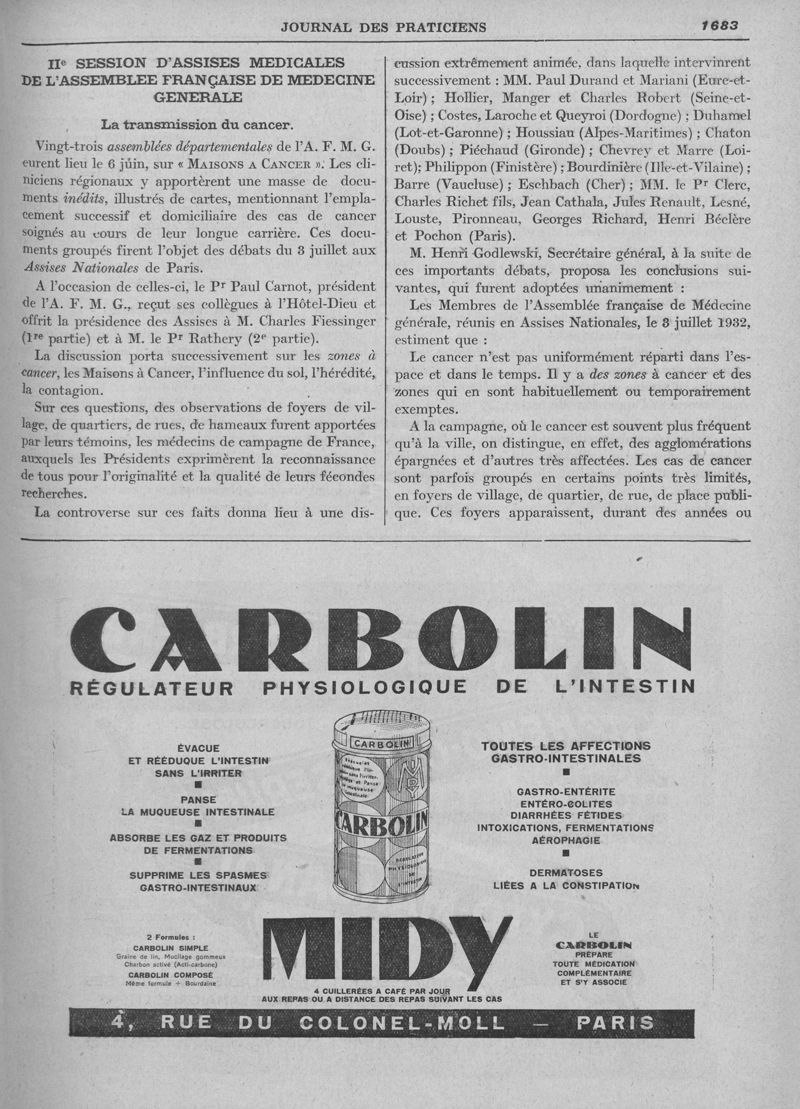 JOURNAL DES PRATICIENS
1683
IIe SESSION D'ASSISES MEDICALES
DE L'ASSEMBLEE FRANÇAISE DE MEDECINE
GENERALE
La transmission du cancer.
Vingt-trois assemblées départementales de l'A. F. M. G.
eurent lieu le 6 juin, sur « MAISONS A CANCER ». Les cli-
niciens régionaux y apportèrent une masse de docu-
ments inédits, illustrés de cartes, mentionnant l'empla-
cement successif et domiciliaire des cas de cancer
soignés au cours de leur longue carrière. Ces docu-
ments groupés firent l'objet des débats du 3 juillet aux
Assises Nationales de Paris.
A l'occasion de celles-ci, le Pr Paul Carnot, président
de l'A. F. M. G., reçut ses collègues à l'Hôtel-Dieu et
offrit la présidence des Assises à M. Charles Fiessinger
(1re partie) et à M. le Pr Rathery (2e partie).
La discussion porta successivement sur les zones à
cancer, les Maisons à Cancer, l'influence du sol, l'hérédité,
la contagion.
Sur ces questions, des observations de foyers de vil-
lage, de quartiers, de rues, de hameaux furent apportées
par leurs témoins, les médecins de campagne de France,
auxquels les Présidents exprimèrent la reconnaissance
de tous pour l'originalité et la qualité de leurs fécondes
recherches.
La controverse sur ces faits donna lieu à une dis-
cussion extrêmement animée, dans laquelle intervinrent
successivement : MM. Paul Durand et Mariani (Eure-et-
Loir) ; Hollier, Manger et Charles Robert (Seine-et-
Oise) ; Costes, Laroche et Queyroi (Dordogne) ; Duhamel
(Lot-et-Garonne) ; Houssiau (Alpes-Maritimes) ; Chaton
(Doubs) ; Piéchaud (Gironde) ; Chevrey et Marre (Loi-
ret); Philippon (Finistère) ; Bourdinière (Ille-et-Vilaine) ;
Barre (Vaucluse) ; Eschbach (Cher) ; MM. le Pr Clerc,
Charles Richet fils, Jean Cathala, Jules Renault, Lesné,
Louste, Pironneau, Georges Richard, Henri Béclère
et Pochon (Paris).
M. Henri Godlewski, Secrétaire général, à la suite de
ces importants débats, proposa les conclusions sui-
vantes, qui furent adoptées unanimement :
Les Membres de l'Assemblée française de Médecine
générale, réunis en Assises Nationales, le 3 juillet 1932,
estiment que :
Le cancer n'est pas uniformément réparti dans l'es-
pace et dans le temps. Il y a des zones à cancer et des
zones qui en sont habituellement ou temporairement
exemptes.
A la campagne, où le cancer est souvent plus fréquent
qu'à la ville, on distingue, en effet, des agglomérations
épargnées et d'autres très affectées. Les cas de cancer
sont parfois groupés en certains points très limités,
en foyers de village, de quartier, de rue, de place publi-
que. Ces foyers apparaissent, durant des années ou
CARBOLIN
RÉGULATEUR PHYSIOLOGIQUE DE L'INTESTIN
ÉVACUE
ET RÉÉDUQUE L'INTESTIN
SANS L'IRRITER
PANSE
LA MUQUEUSE INTESTINALE
ABSORBE LES GAZ ET PRODUITS
DE FERMENTATIONS
SUPPRIME LES SPASMES
GASTRO-INTESTINAUX
CARBOLIN
CARBOLIN
RÉGULATEUR
PHYSIOLOGIQUE
DE
L'INTESTIN
TOUTES LES AFFECTIONS
GASTRO-INTESTINALES
GASTRO-ENTÉRITE
ENTÉRO-COLITES
DIARRHÉES FÉTIDES
INTOXICATIONS, FERMENTATIONS
AÉROPHAGIE
DERMATOSES
LIÉES A LA CONSTIPATION
2 Formules :
CARBOLIN SIMPLE
Graine de lin, Mucilage gommeux
Charbon activé (Acti-carbone)
CARBOLIN COMPOSÉ
Même formule + Bourdaine
MIDY
4 CUILLERÉES A CAFÉ PAR JOUR
AUX REPAS OU A DISTANCE DES REPAS SUIVANT LES CAS
LE
CARBOLIN
PRÉPARE
TOUTE MÉDICATION
COMPLÉMENTAIRE
ET S'Y ASSOCIE
4, RUE DU COLONEL-MOLL — PARIS